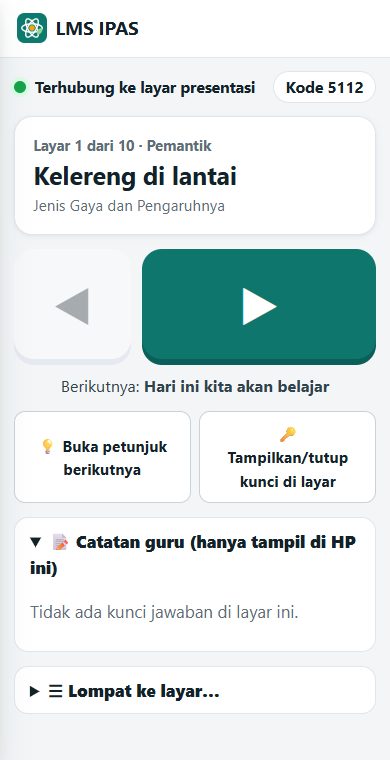 LMS IPAS
Terhubung ke layar presentasi
Kode 5112
Layar 1 dari 10 · Pemantik
Kelereng di lantai
Jenis Gaya dan Pengaruhnya
Berikutnya: Hari ini kita akan belajar
Buka petunjuk
berikutnya
Tampilkan/tutup
kunci di layar
Catatan guru (hanya tampil di HP
ini)
Tidak ada kunci jawaban di layar ini.
Lompat ke layar...